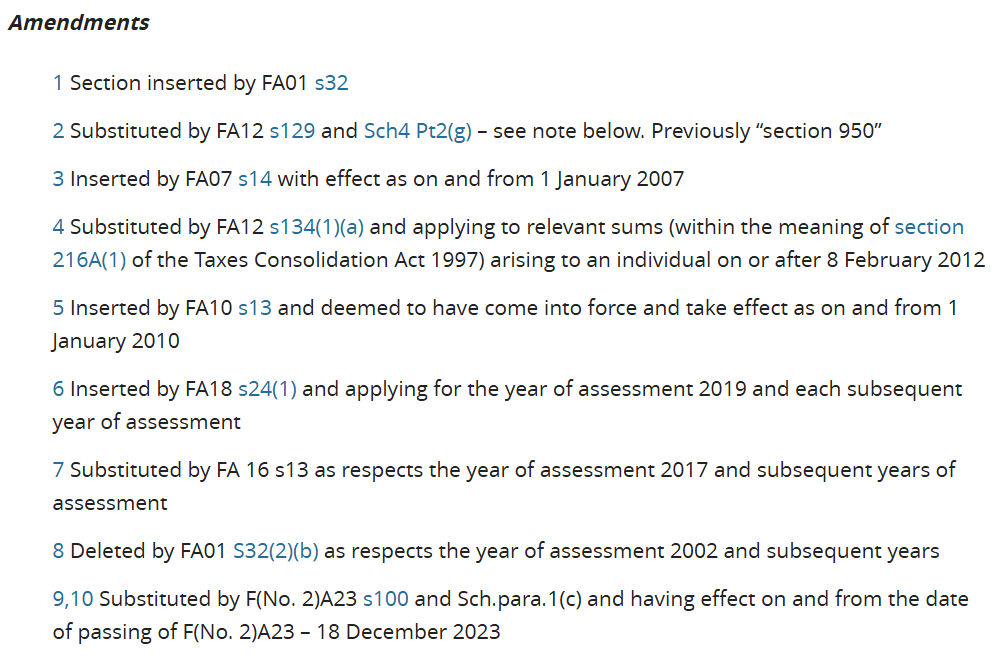 Amendments
1 Section inserted by FA01 s32
2 Substituted by FA12 s129 and Sch4 Pt2(g) – see note below. Previously “section 950”
3 Inserted by FA07 s14 with effect as on and from 1 January 2007
4 Substituted by FA12 s134(1)(a) and applying to relevant sums (within the meaning of section
216A(1) of the Taxes Consolidation Act 1997) arising to an individual on or after 8 February 2012
5 Inserted by FA10 s13 and deemed to have come into force and take effect as on and from 1
January 2010
6 Inserted by FA18 s24(1) and applying for the year of assessment 2019 and each subsequent
year of assessment
7 Substituted by FA 16 s13 as respects the year of assessment 2017 and subsequent years of
assessment
8 Deleted by FA01 S32(2)(b) as respects the year of assessment 2002 and subsequent years
9,10 Substituted by F(No. 2)A23 s100 and Sch.para.1(c) and having effect on and from the date
of passing of F(No. 2)A23 – 18 December 2023